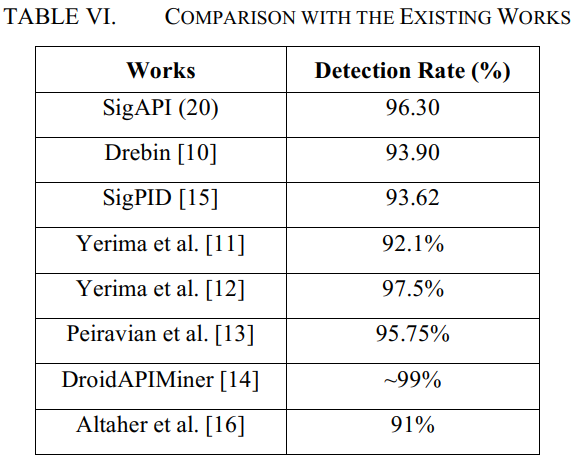 TABLE VI. COMPARISON WITH THE EXISTING WORKS
Works Detection Rate (%)
SigAPI (20) 96.30
Drebin [10] 93.90
SigPID [15] 93.62
Yerima et al. [11] 92.1%
Yerima et al. [12] 97.5%
Peiravian et al. [13] 95.75%
DroidAPIMiner [14] ~99%
Altaher et al. [16] 91%